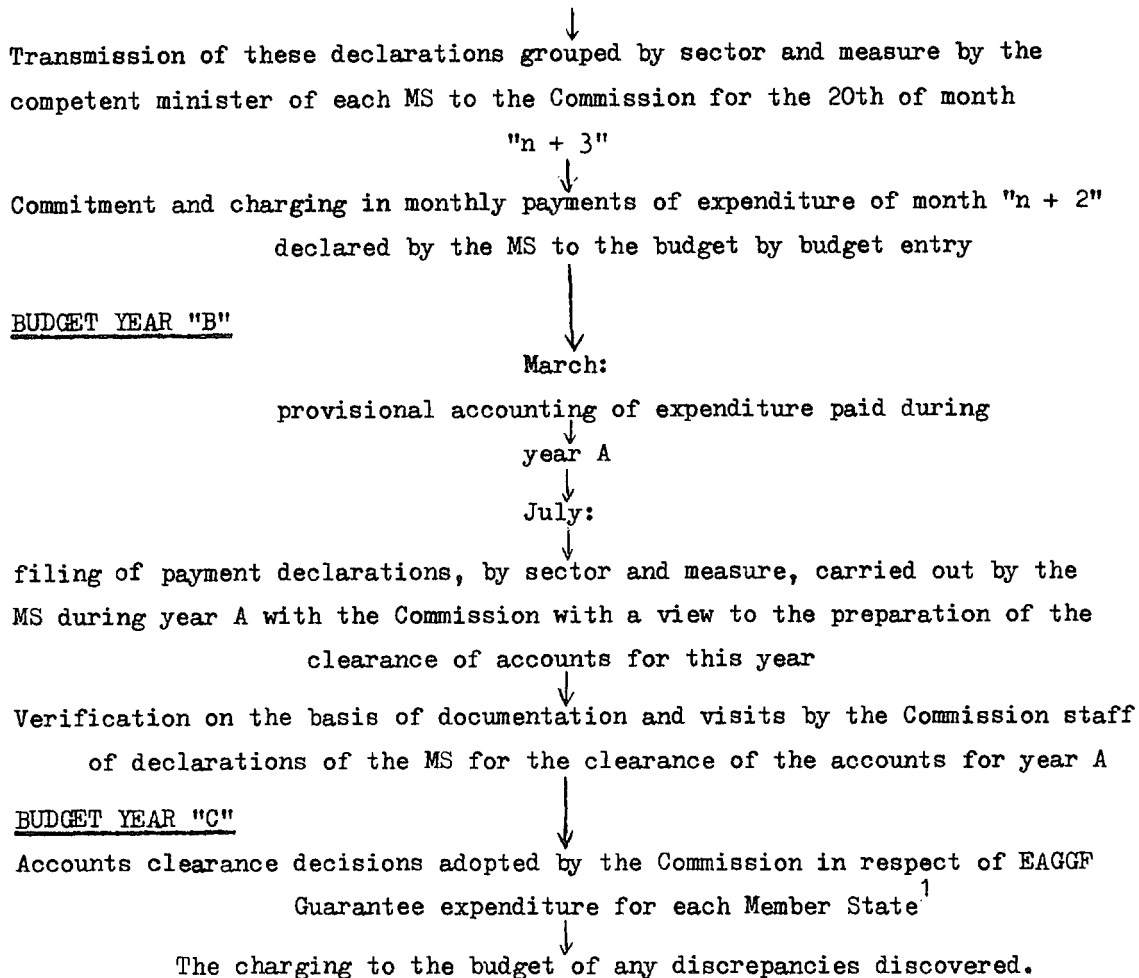 Transmission of these declarations grouped by sector and measure by the
competent minister of each MS to the Commission for the 20th of month
"n + 3"
Commitment and charging in monthly payments of expenditure of month "n + 2"
declared by the MS to the budget by budget entry
BUDGET YEAR "B"
March:
provisional accounting of expenditure paid during
year A
July:
filing of payment declarations, by sector and measure, carried out by the
MS during year A with the Commission with a view to the preparation of the
clearance of accounts for this year
Verification on the basis of documentation and visits by the Commission staff
of declarations of the MS for the clearance of the accounts for year A
BUDGET YEAR "C"
Accounts clearance decisions adopted by the Commission in respect of EAGGF
Guarantee expenditure for each Member State 1
The charging to the budget of any discrepancies discovered.